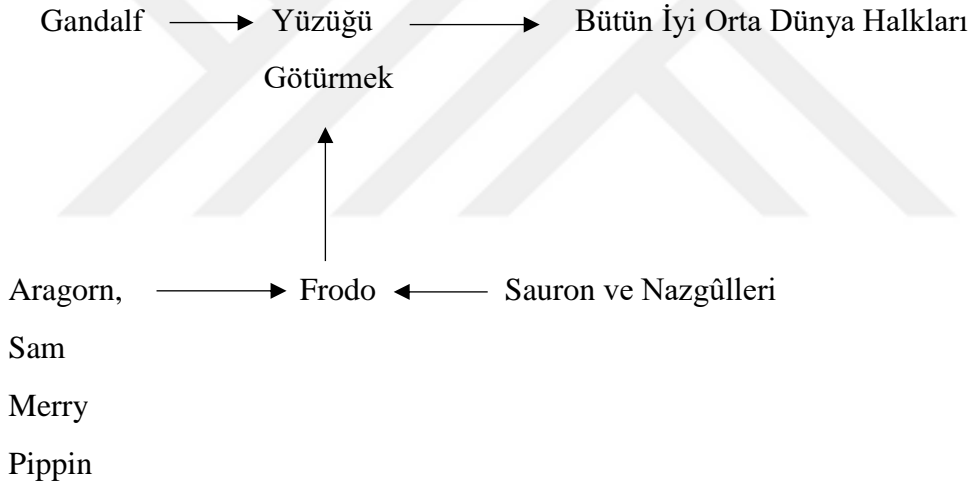 Gandalf Yüzüğü Bütün İyi Orta Dünya Halkları
Götürmek
Aragorn, Frodo Sauron ve Nazgûlleri
Sam
Merry
Pippin